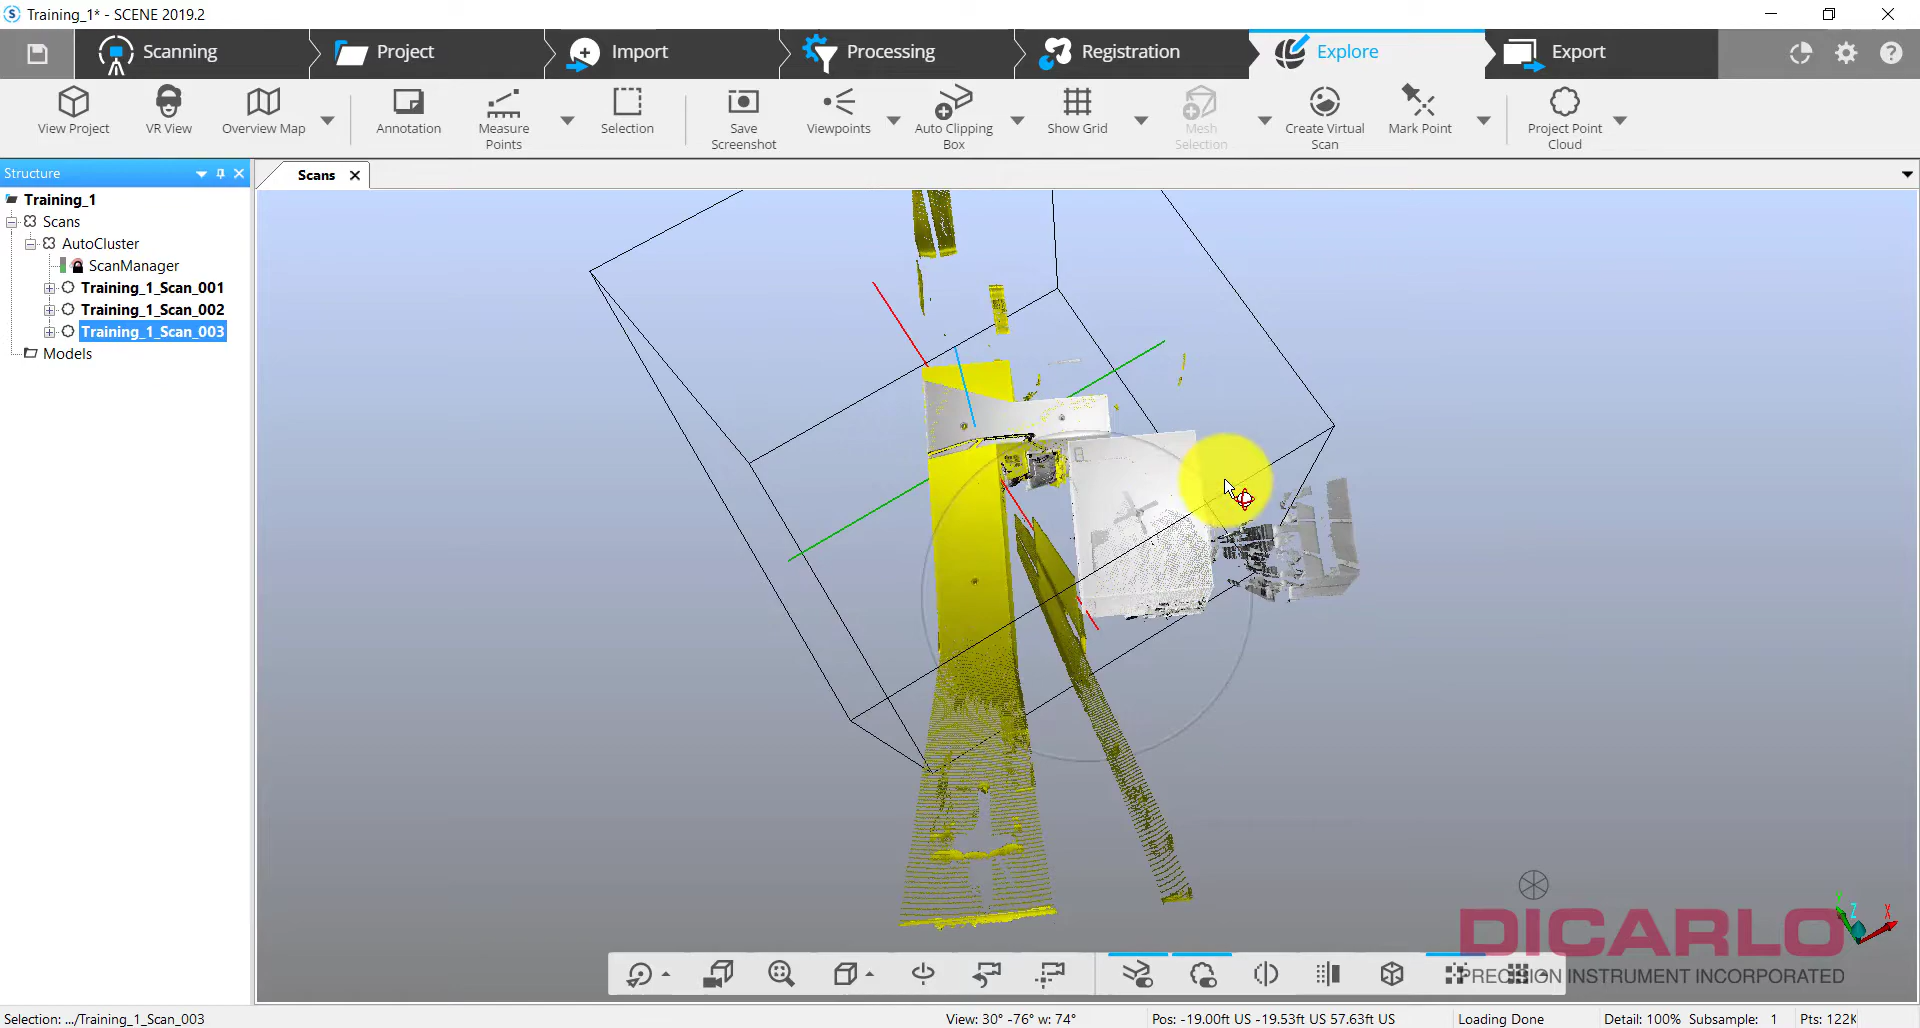 Training_1* - SCENE 2019.2
Scanning
Project
Import
Processing
Registration
Explore
Export
View Project
VR View
Overview Map
Annotation
Measure Points
Selection
Save Screenshot
Viewpoints
Auto Clipping Box
Show Grid
Mesh Selection
Create Virtual Scan
Mark Point
Project Point Cloud
Structure
Scans
Training_1
Scans
AutoCluster
ScanManager
Training_1_Scan_001
Training_1_Scan_002
Training_1_Scan_003
Models
Y Z X
DICARLO
PRECISION INSTRUMENT INCORPORATED
Selection: .../Training_1_Scan_003
View: 30° -76° w: 74°
Pos: -19.00ft US -19.53ft US 57.63ft US
Loading Done
Detail: 100% Subsample: 1
Pts: 122K